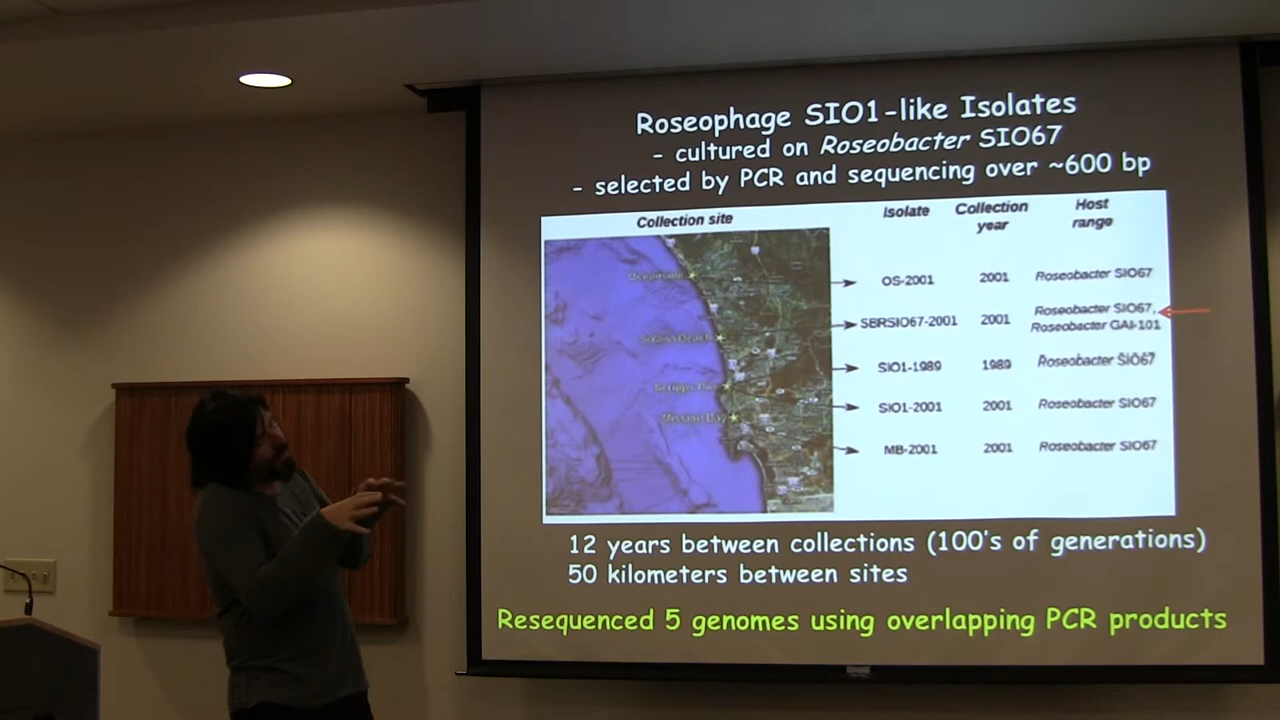 Roseophage SIO1-like Isolates
- cultured on Roseobacter SIO67
- selected by PCR and sequencing over ~600 bp
Collection site
Isolate
Collection year
Host range
Oceanside
Solana Beach
Scripps Pier
Mission Bay
OS-2001 2001 Roseobacter SIO67
SBRSIO67-2001 2001 Roseobacter SIO67,
Roseobacter GAI-101
SIO1-1989 1989 Roseobacter SIO67
SIO1-2001 2001 Roseobacter SIO67
MB-2001 2001 Roseobacter SIO67
12 years between collections (100's of generations)
50 kilometers between sites
Resequenced 5 genomes using overlapping PCR products